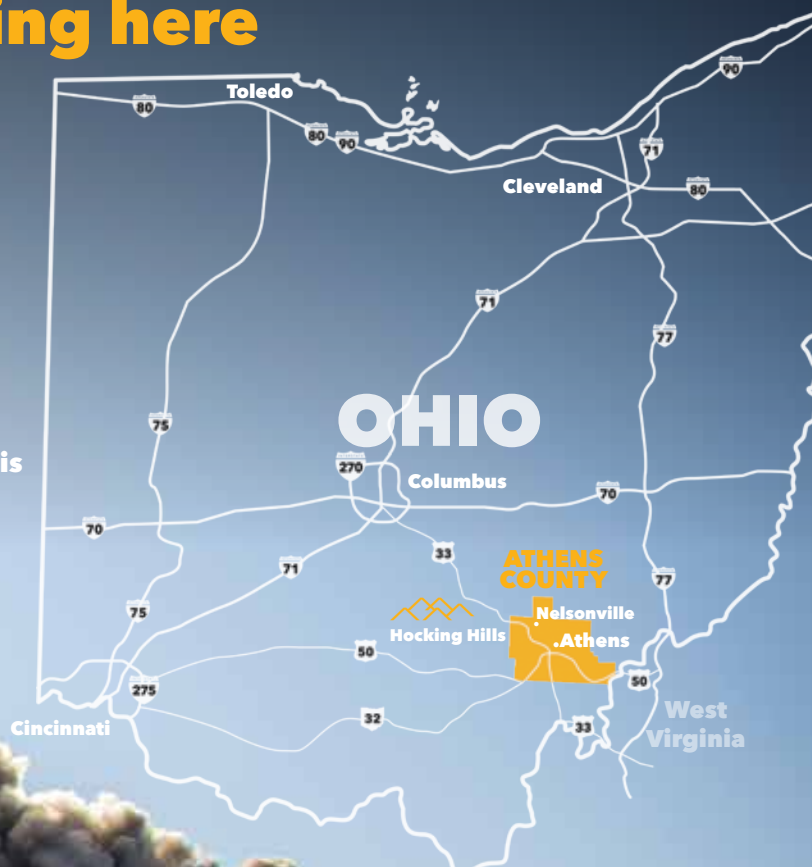 ing here
90
Toledo
80
80
90
71
Cleveland
80
71
77
OHIO
75
is
270
Columbus
70
70
33
ATHENS
COUNTY
71
77
75
Nelsonville
Hocking Hills
.Athens
50
50
275
West
Virginia
32
33
Cincinnati